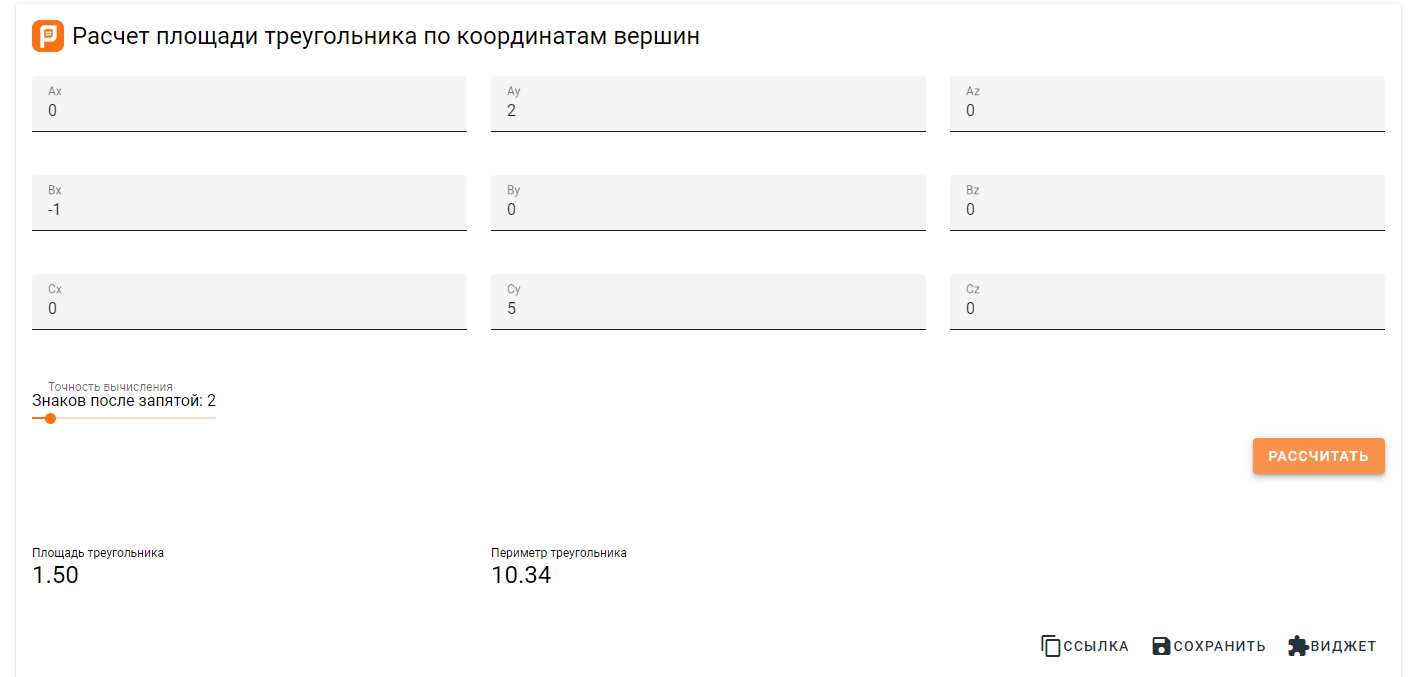 Расчет площади треугольника по координатам вершин
Ax Ay Az
0 2 0
Bx By Bz
-1 0 0
Cx Cy Cz
0 5 0
Точность вычисления
Знаков после запятой: 2
РАССЧИТАТЬ
Площадь треугольника Периметр треугольника
1.50 10.34
ССЫЛКА СОХРАНИТЬ ВИДЖЕТ